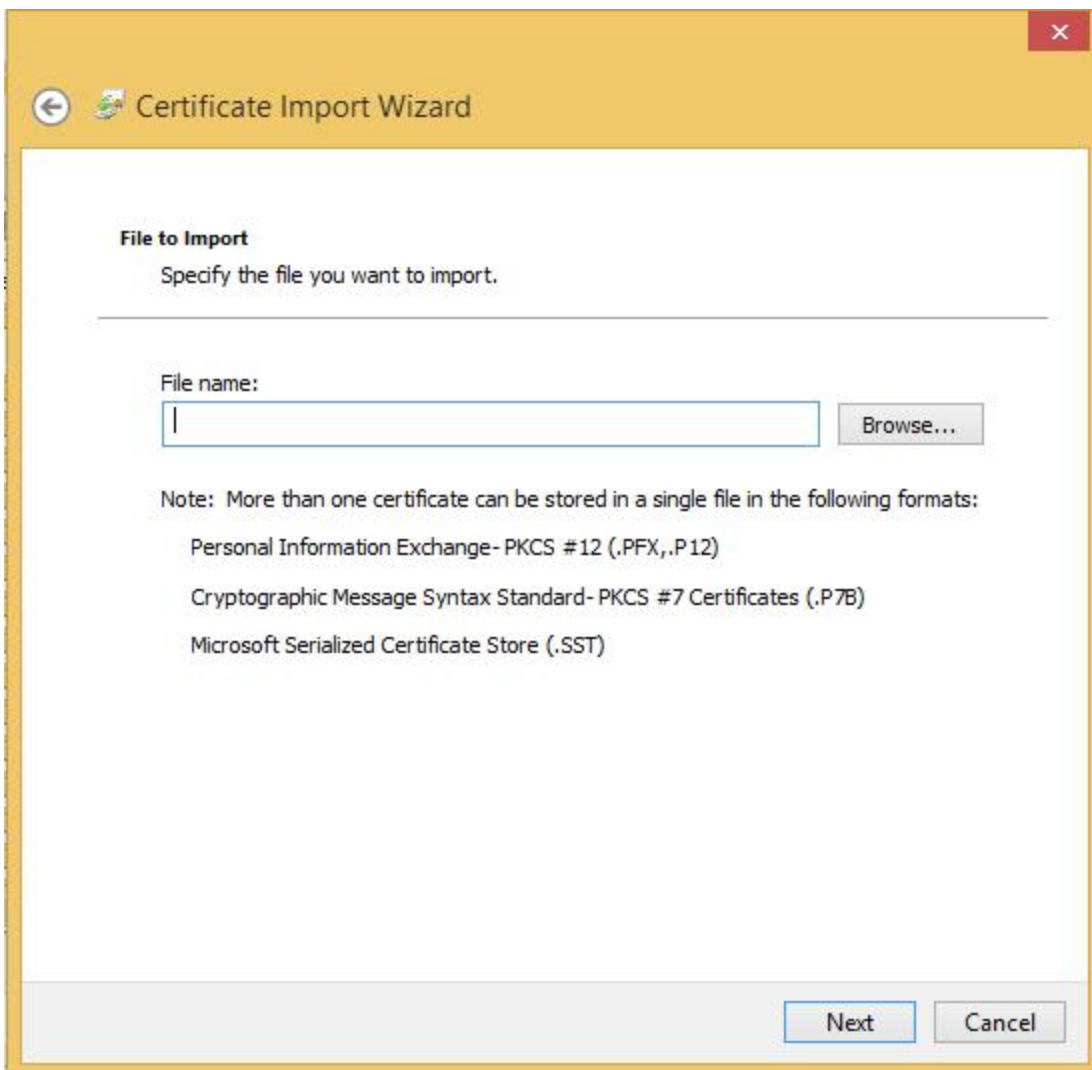 Certificate Import Wizard
File to Import
Specify the file you want to import.
File name:
Browse...
Note:  More than one certificate can be stored in a single file in the following formats:
Personal Information Exchange- PKCS #12 (.PFX,.P12)
Cryptographic Message Syntax Standard- PKCS #7 Certificates (.P7B)
Microsoft Serialized Certificate Store (.SST)
Next
Cancel